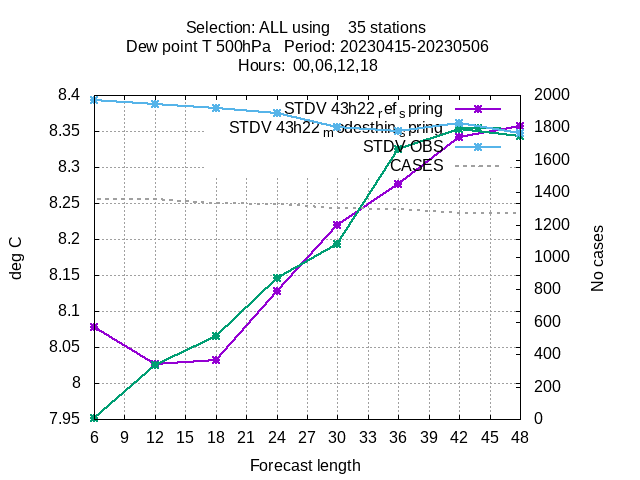 Selection: ALL using 35 stations
Dew point T 500hPa Period: 20230415-20230506
Hours: 00,06,12,18
8.4
8.35
8.3
8.25
8.2
8.15
8.1
8.05
8
7.95
deg C
STDV 43h22refspring
STDV 43h22modesthinspring
STDV OBS
CASES
2000
1800
1600
1400
1200
1000
800
600
400
200
0
No cases
6 9 12 15 18 21 24 27 30 33 36 39 42 45 48
Forecast length